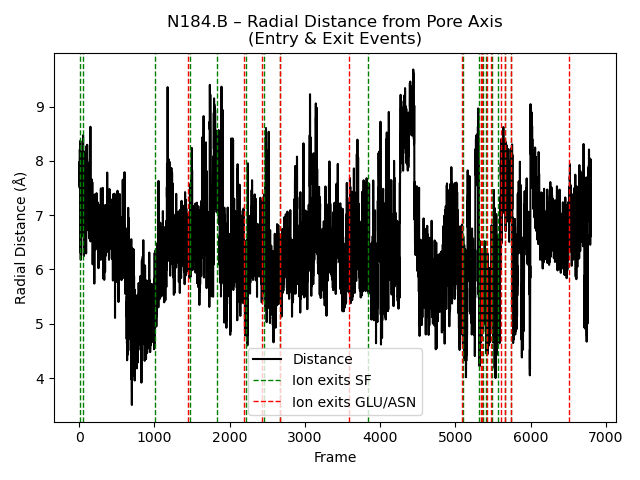 N184.B – Radial Distance from Pore Axis
(Entry & Exit Events)
Radial Distance (Å)
9
8
7
6
5
4
Distance
Ion exits SF
Ion exits GLU/ASN
0 1000 2000 3000 4000 5000 6000 7000
Frame